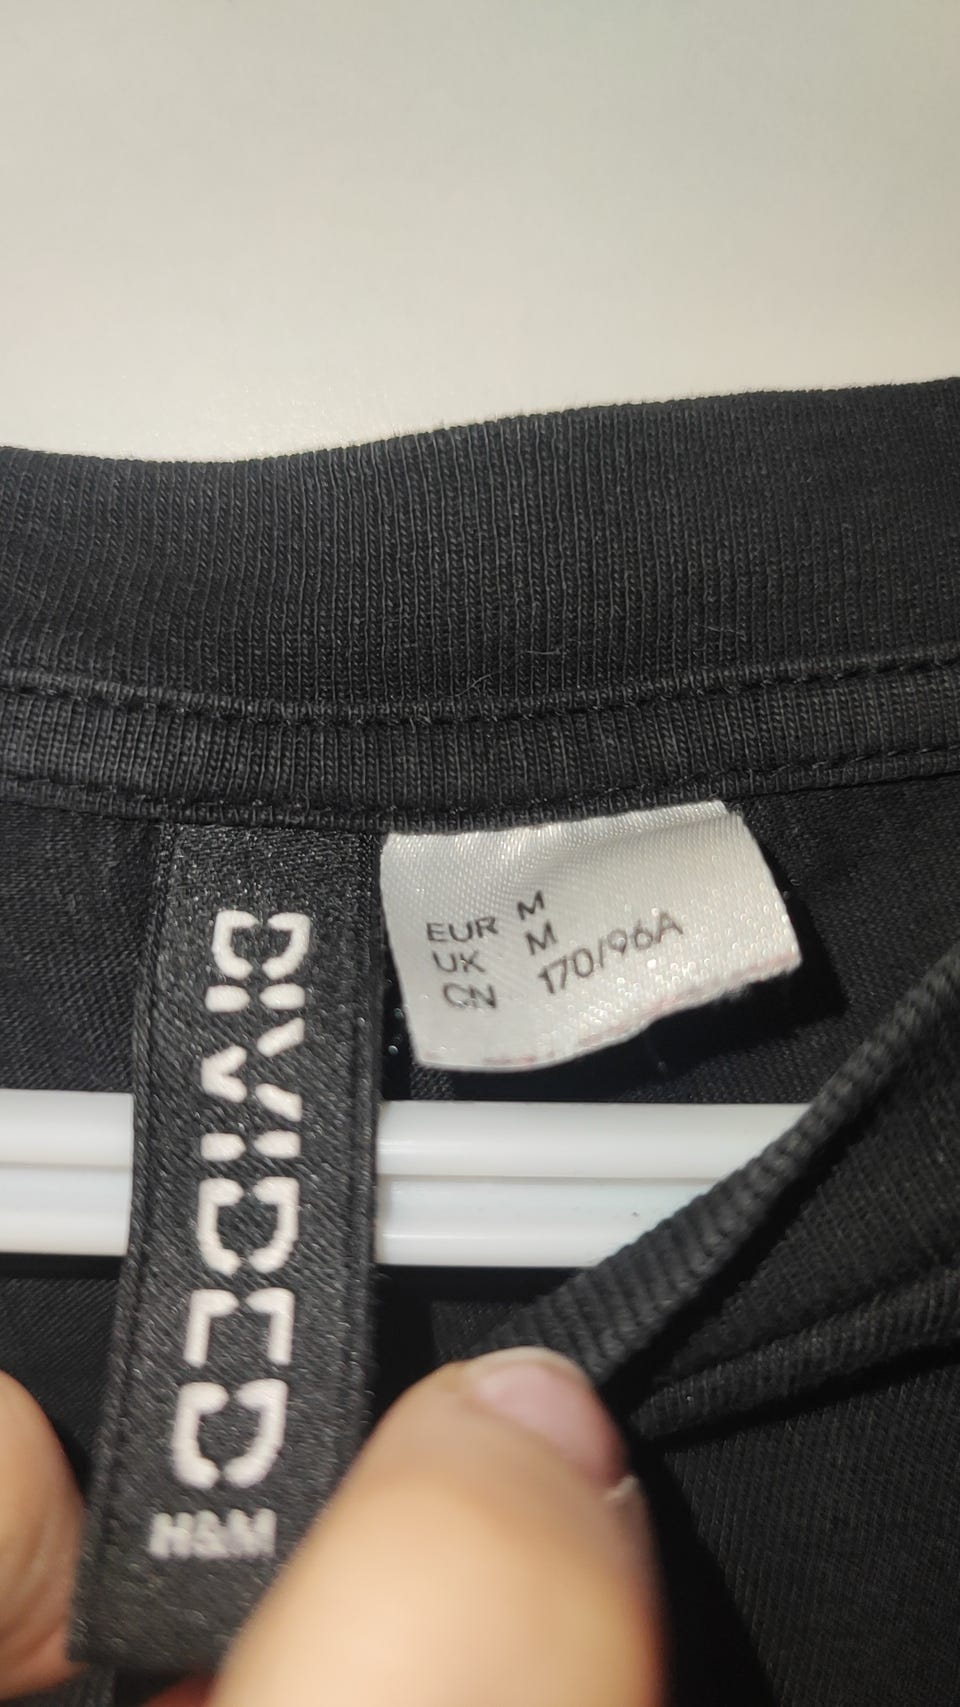 DIVIDED
H&M
EUR M
UK M
CN 170/96A